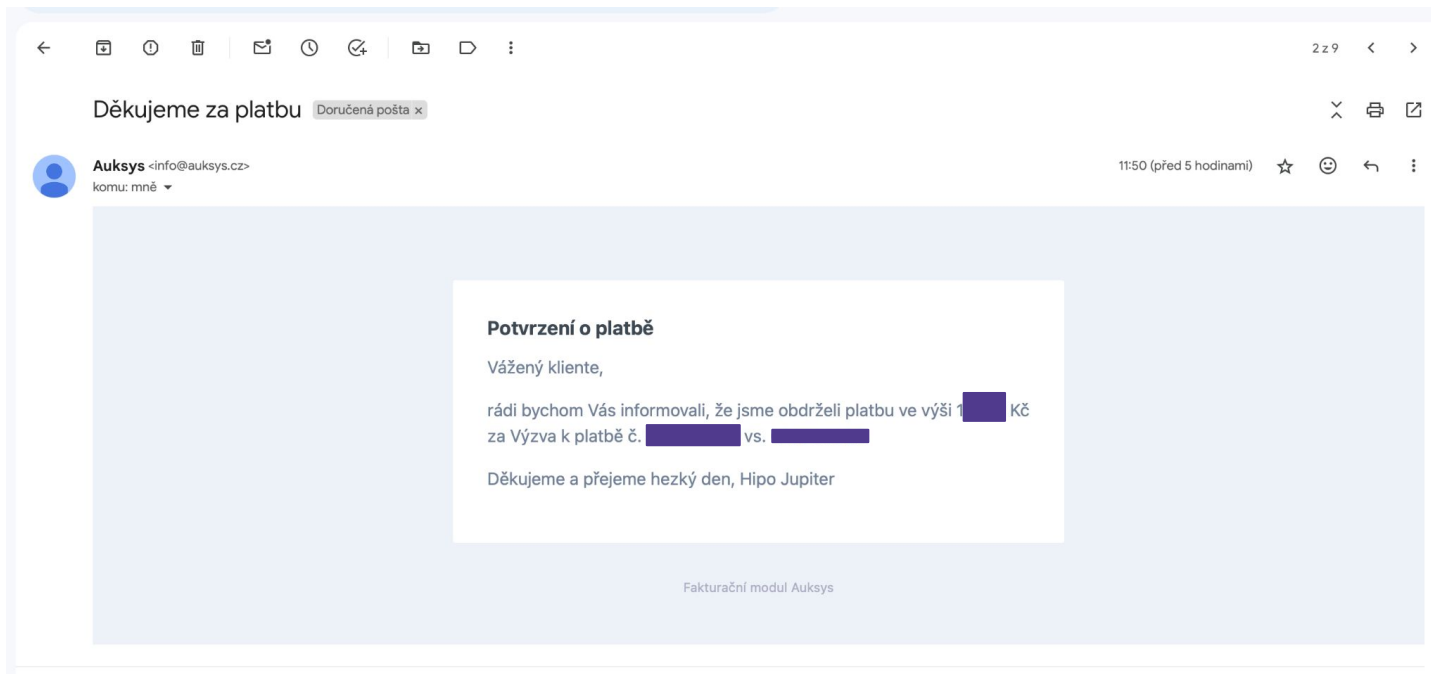 2 z 9
Děkujeme za platbu Doručená pošta ×
Auksys <info@auksys.cz> 11:50 (před 5 hodinami)
komu: mně
Potvrzení o platbě
Vážený kliente,
rádi bychom Vás informovali, že jsme obdrželi platbu ve výši 1 Kč
za Výzva k platbě č. vs.
Děkujeme a přejeme hezký den, Hipo Jupiter
Fakturační modul Auksys